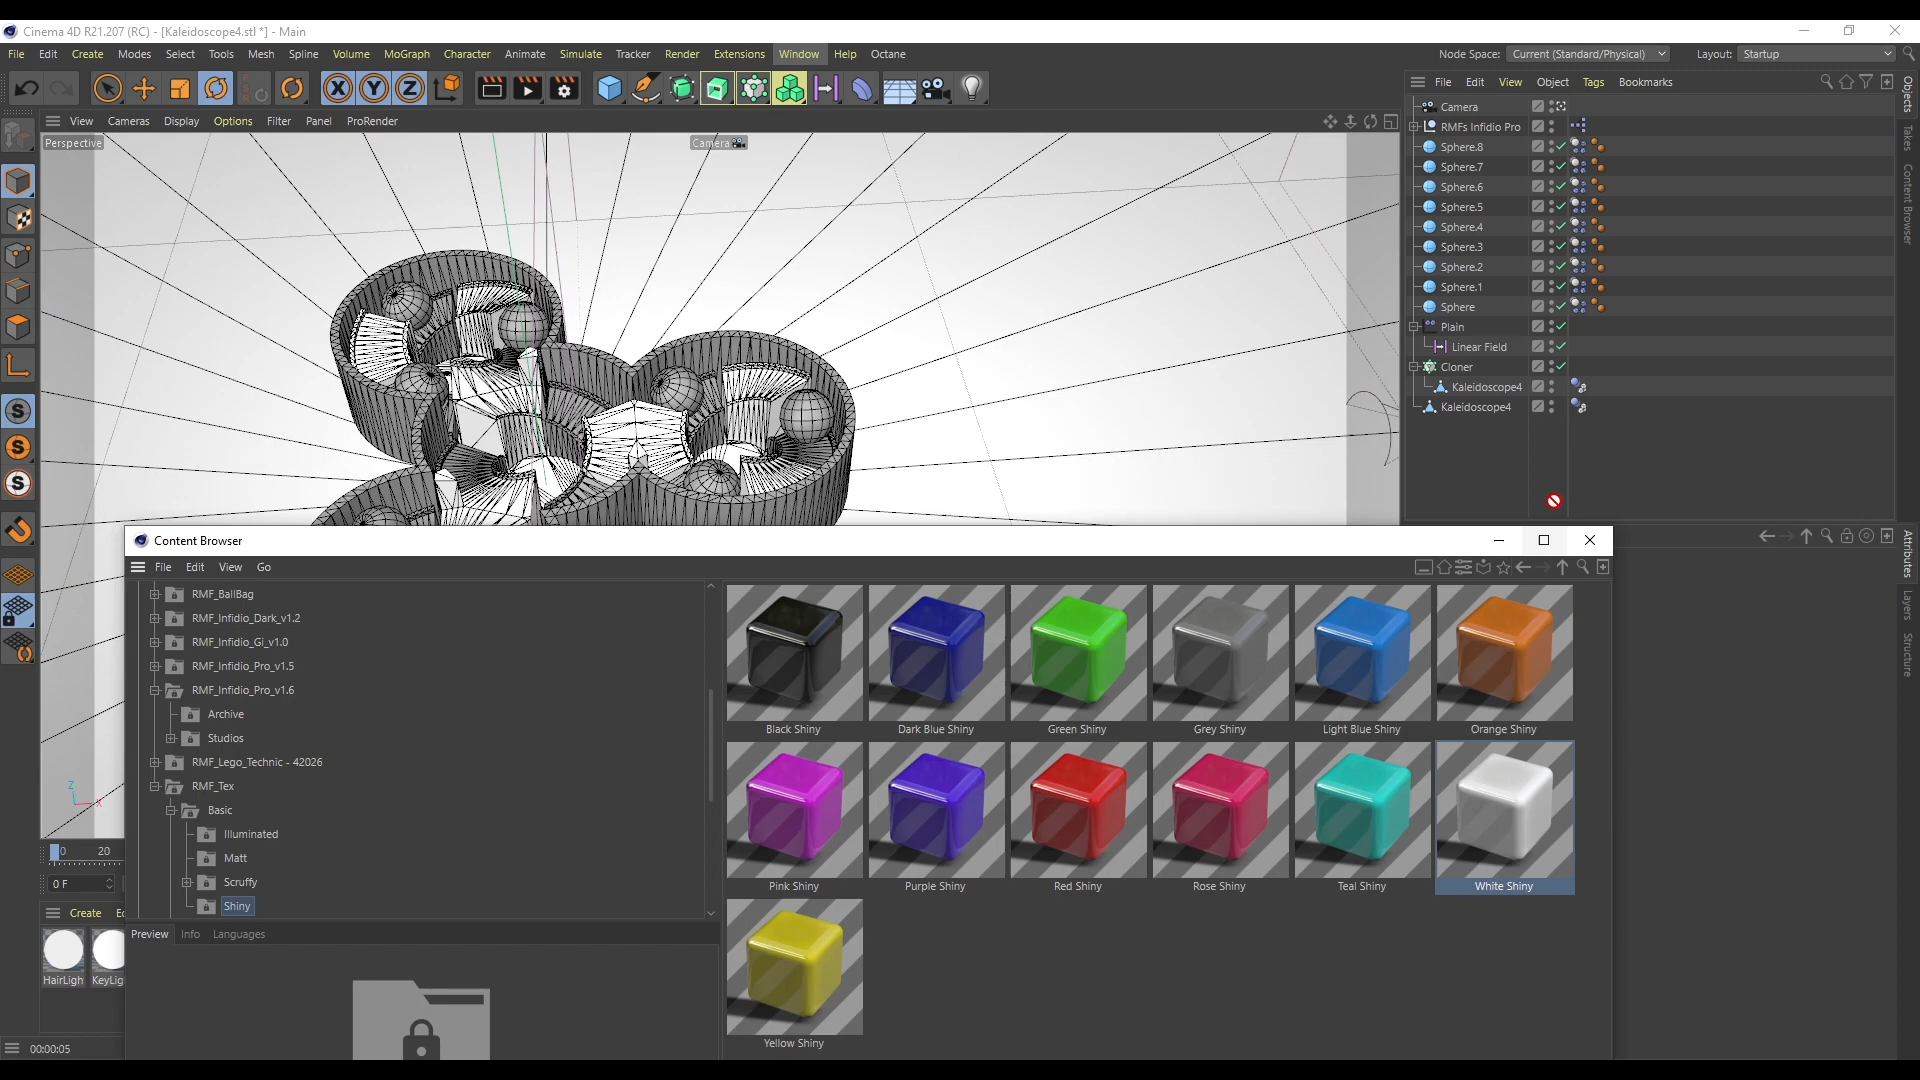 Cinema 4D R21.207 (RC) - [Kaleidoscope4.stl *] - Main
File Edit Create Modes Select Tools Mesh Spline Volume MoGraph Character Animate Simulate Tracker Render Extensions Window Help Octane
Node Space: Current (Standard/Physical) Layout: Startup
X Y Z
File Edit View Object Tags Bookmarks
View Cameras Display Options Filter Panel ProRender
Perspective
Camera
Camera
RMFs Infidio Pro
Sphere.8
Sphere.7
Sphere.6
Sphere.5
Sphere.4
Sphere.3
Sphere.2
Sphere.1
Sphere
Plain
Linear Field
Cloner
Kaleidoscope4
Kaleidoscope4
Objects
Takes
Content Browser
Attributes
Layers
Structure
S
S
S
Content Browser
File Edit View Go
RMF_BallBag
RMF_Infidio_Dark_v1.2
RMF_Infidio_Gi_v1.0
RMF_Infidio_Pro_v1.5
RMF_Infidio_Pro_v1.6
Archive
Studios
RMF_Lego_Technic - 42026
RMF_Tex
Basic
Illuminated
Matt
Scruffy
Shiny
Preview Info Languages
Black Shiny Dark Blue Shiny Green Shiny Grey Shiny Light Blue Shiny Orange Shiny
Pink Shiny Purple Shiny Red Shiny Rose Shiny Teal Shiny White Shiny
Yellow Shiny
Z
X
0 20
0 F
Create
HairLigh KeyLig
00:00:05